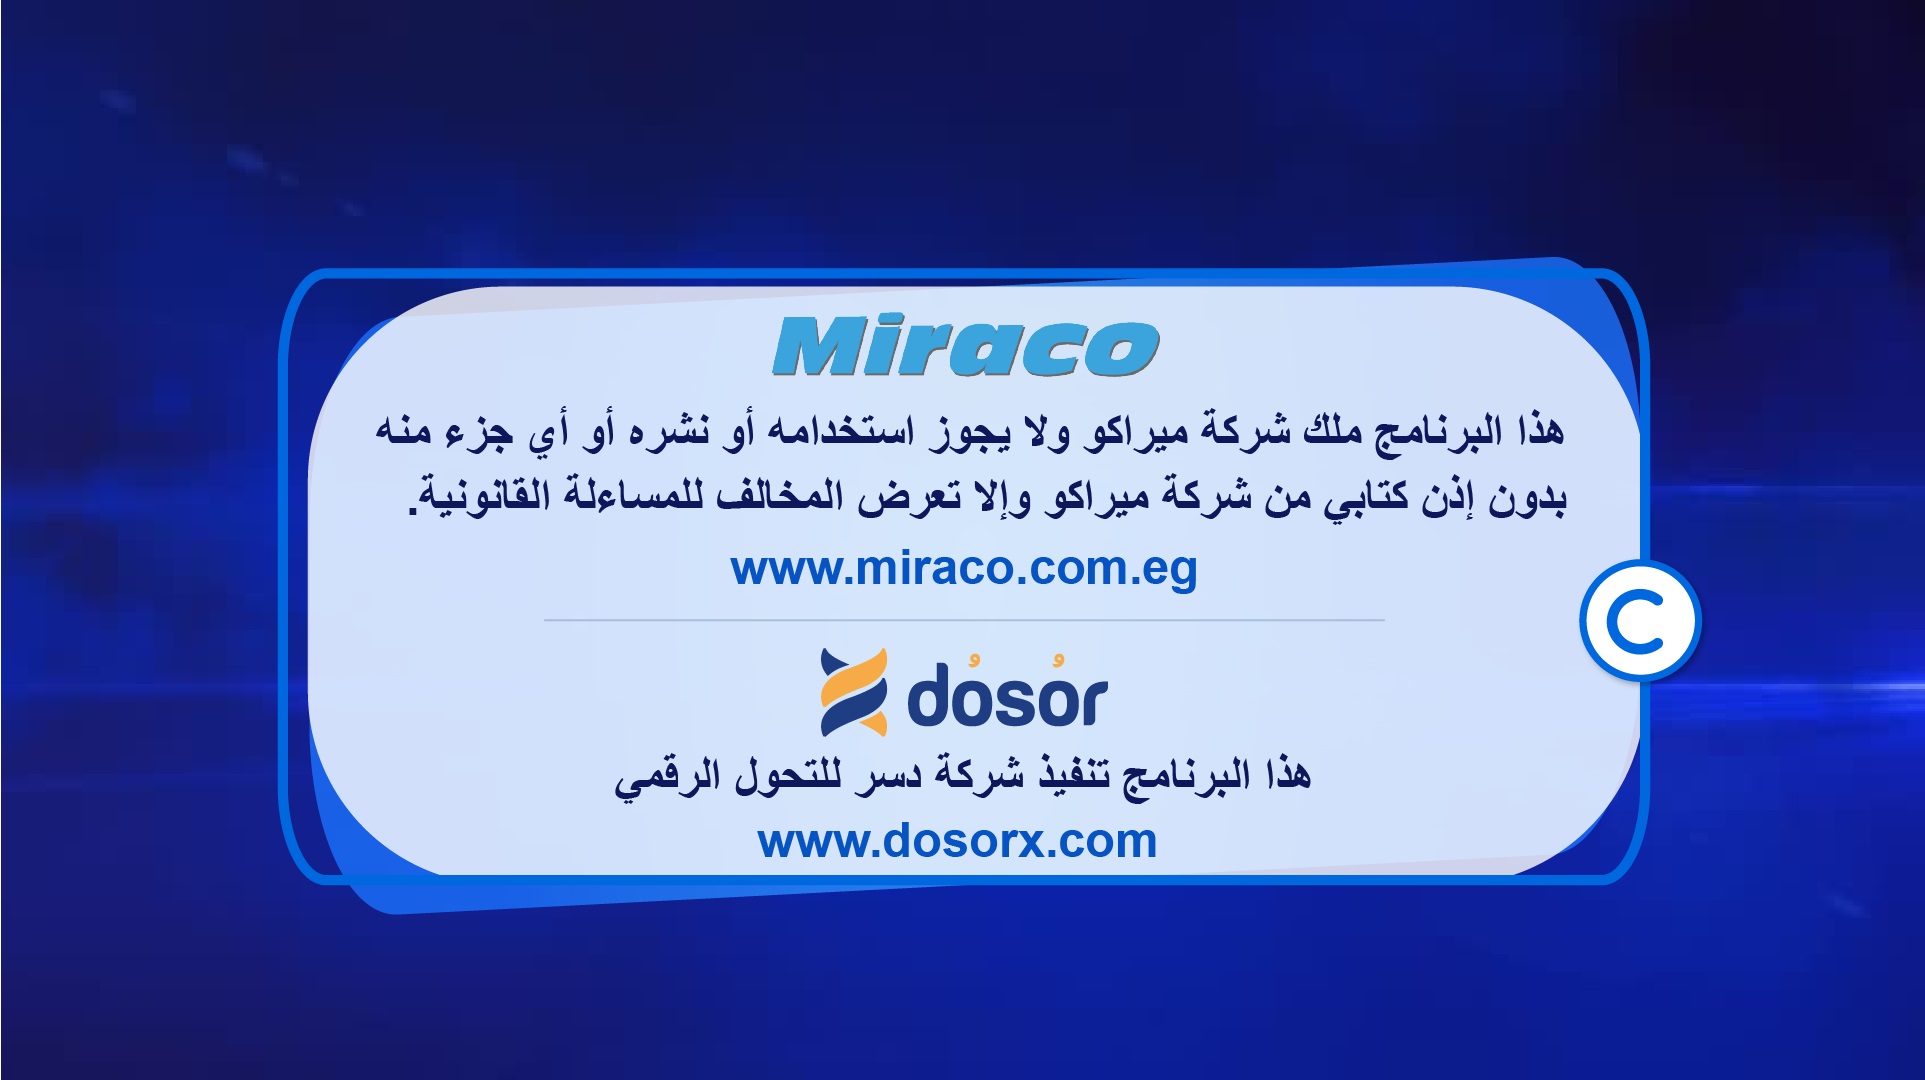 Miraco
هذا البرنامج ملك شركة ميراكو ولا يجوز استخدامه أو نشره أو أي جزء منه
بدون إذن كتابي من شركة ميراكو وإلا تعرض المخالف للمساءلة القانونية.
www.miraco.com.eg
C
dosor
هذا البرنامج تنفيذ شركة دسر للتحول الرقمي
www.dosorx.com